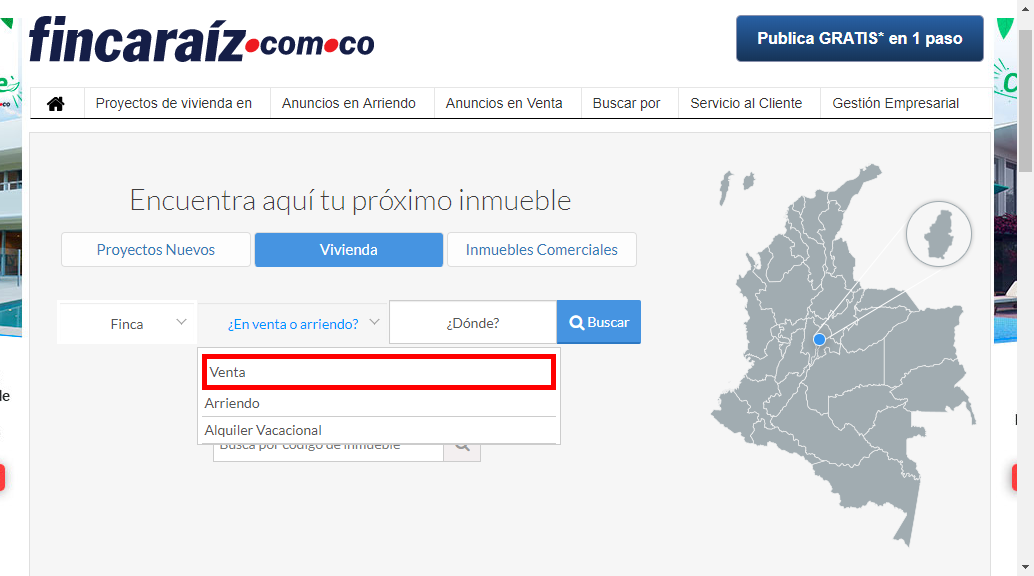 fincaraíz.com.co
Publica GRATIS* en 1 paso
Proyectos de vivienda en
Anuncios en Arriendo
Anuncios en Venta
Buscar por
Servicio al Cliente
Gestión Empresarial
Encuentra aquí tu próximo inmueble
Proyectos Nuevos
Vivienda
Inmuebles Comerciales
Finca
¿En venta o arriendo?
¿Dónde?
Buscar
Venta
Arriendo
Alquiler Vacacional
Busca por código de inmueble